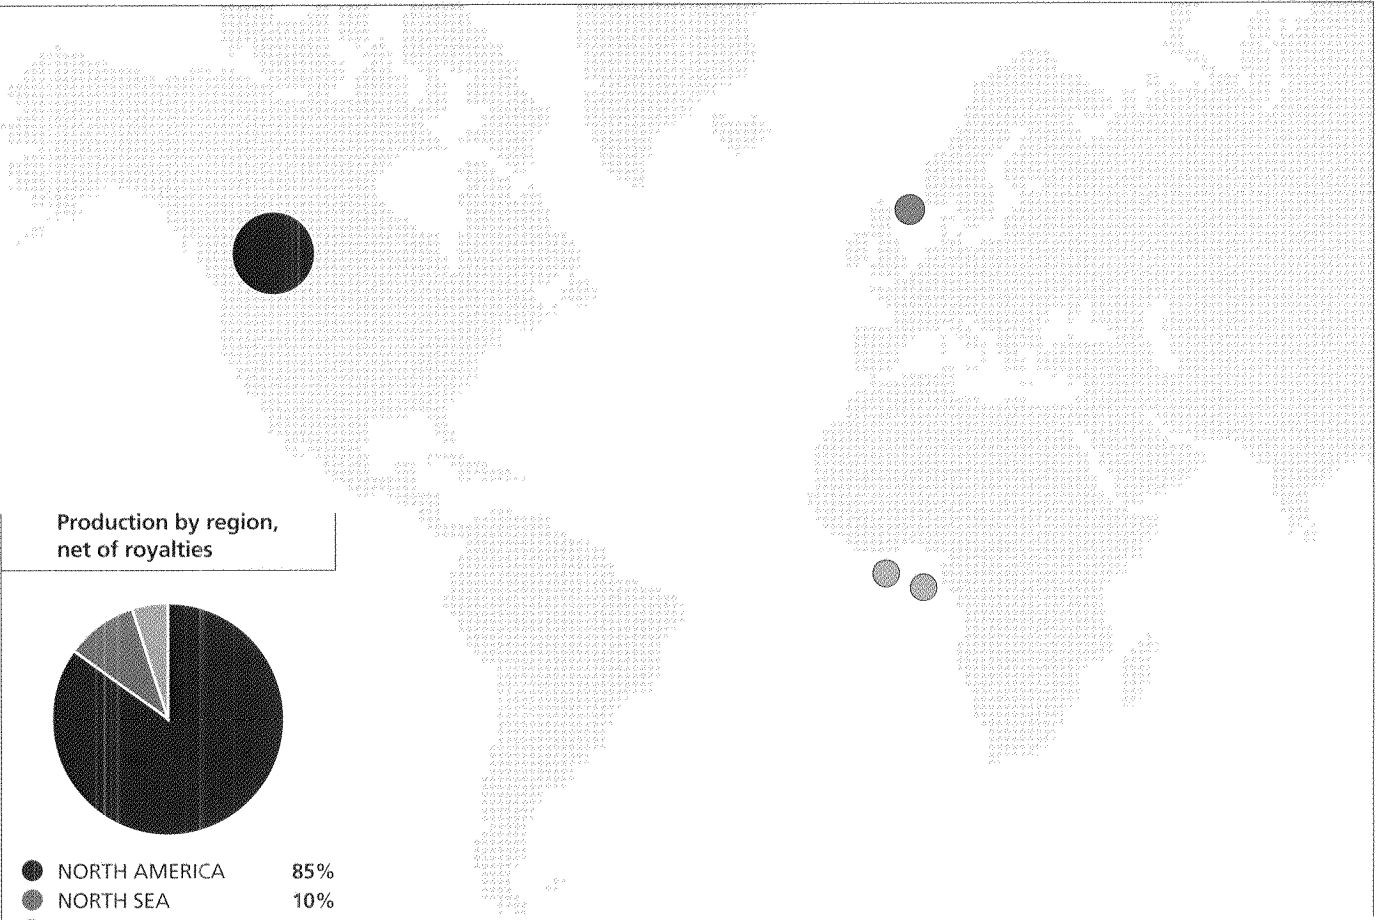 Production by region,
net of royalties
NORTH AMERICA 85%
NORTH SEA 10%